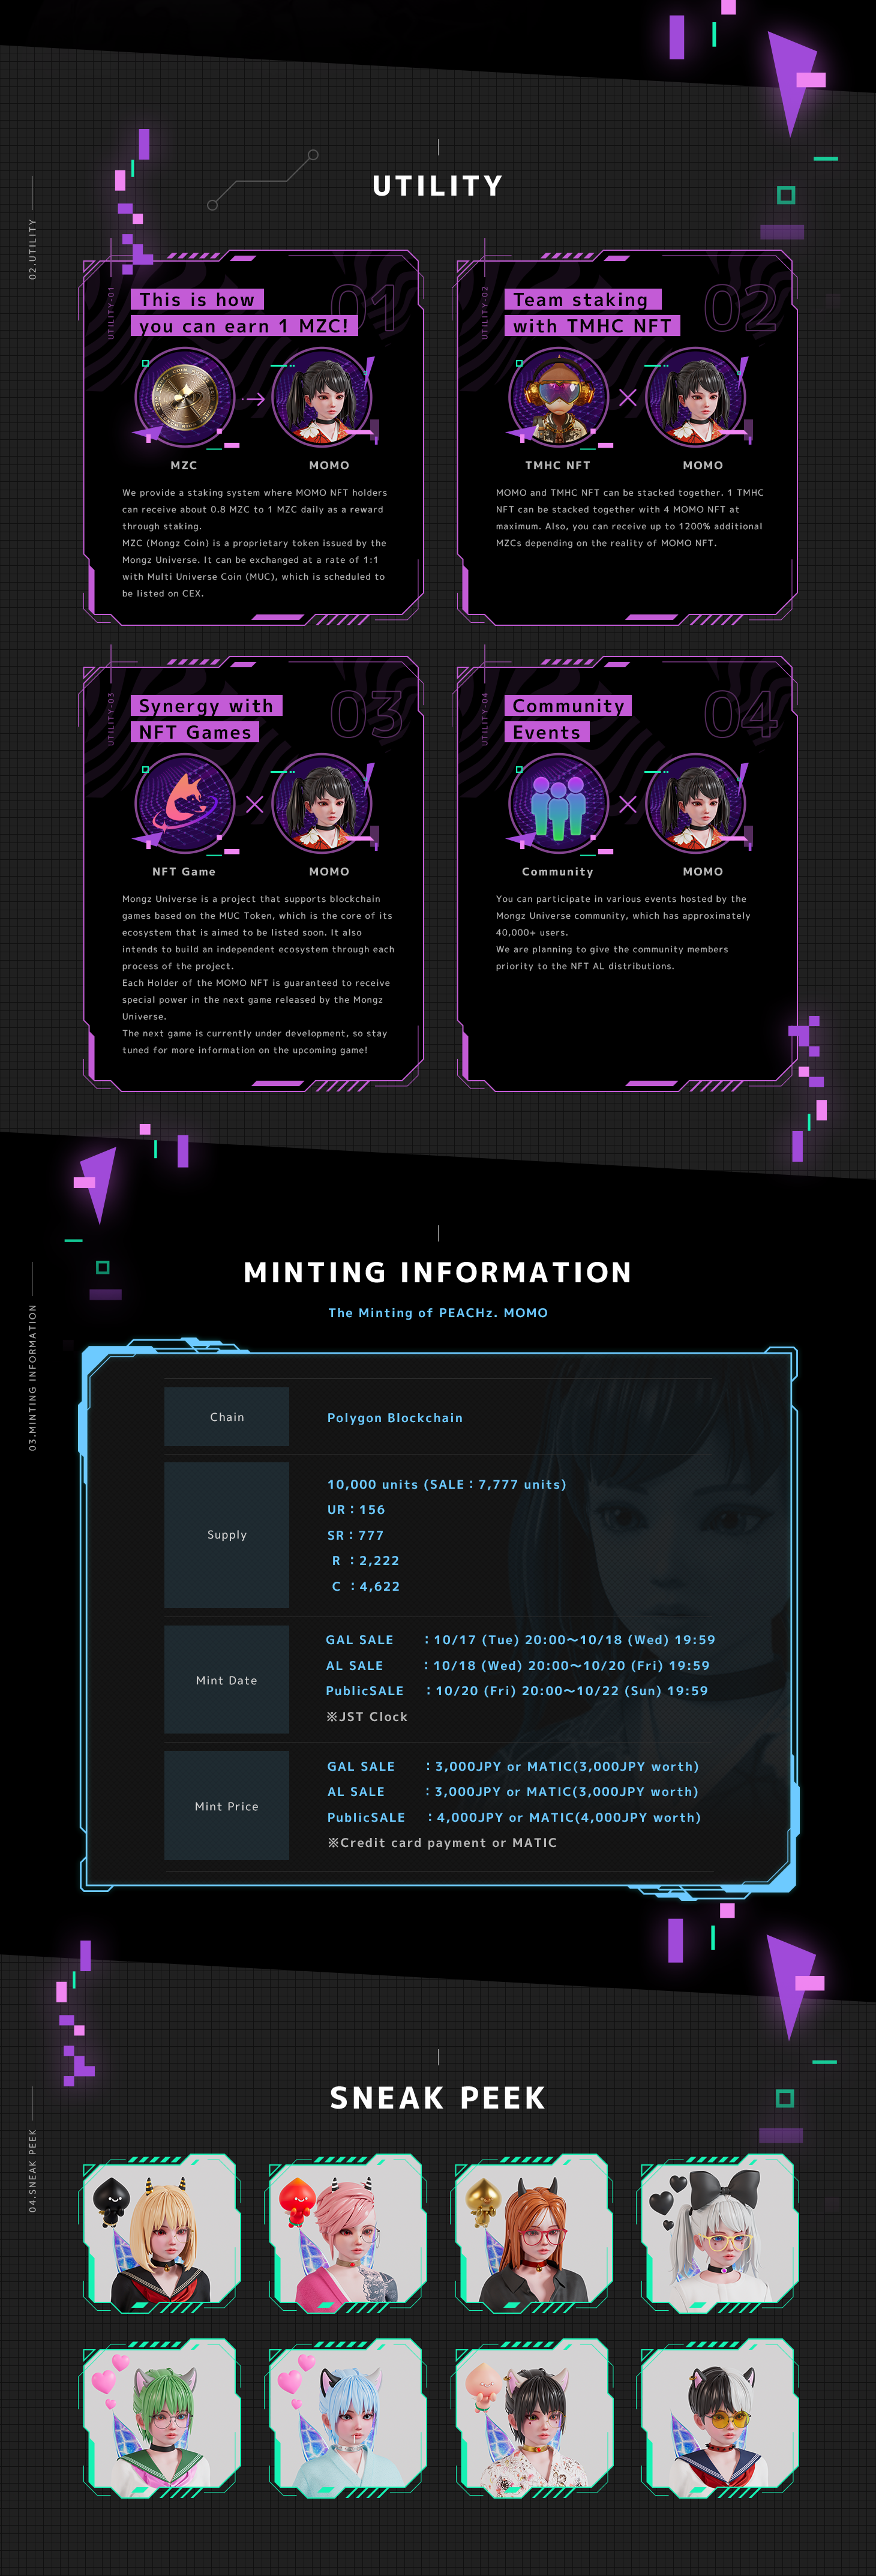 UTILITY
02.UTILITY
UTILITY-01
01
This is how
you can earn 1 MZC!
MZC
MOMO
We provide a staking system where MOMO NFT holders
can receive about 0.8 MZC to 1 MZC daily as a reward
through staking.
MZC (Mongz Coin) is a proprietary token issued by the
Mongz Universe. It can be exchanged at a rate of 1:1
with Multi Universe Coin (MUC), which is scheduled to
be listed on CEX.
UTILITY-02
02
Team staking
with TMHC NFT
TMHC NFT
MOMO
MOMO and TMHC NFT can be stacked together. 1 TMHC
NFT can be stacked together with 4 MOMO NFT at
maximum. Also, you can receive up to 1200% additional
MZCs depending on the reality of MOMO NFT.
UTILITY-03
03
Synergy with
NFT Games
NFT Game
MOMO
Mongz Universe is a project that supports blockchain
games based on the MUC Token, which is the core of its
ecosystem that is aimed to be listed soon. It also
intends to build an independent ecosystem through each
process of the project.
Each Holder of the MOMO NFT is guaranteed to receive
special power in the next game released by the Mongz
Universe.
The next game is currently under development, so stay
tuned for more information on the upcoming game!
UTILITY-04
04
Community
Events
Community
MOMO
You can participate in various events hosted by the
Mongz Universe community, which has approximately
40,000+ users.
We are planning to give the community members
priority to the NFT AL distributions.
MINTING INFORMATION
03.MINTING INFORMATION
The Minting of PEACHz. MOMO
Chain
Polygon Blockchain
Supply
10,000 units (SALE：7,777 units)
UR：156
SR：777
R ：2,222
C ：4,622
Mint Date
GAL SALE ：10/17 (Tue) 20:00〜10/18 (Wed) 19:59
AL SALE ：10/18 (Wed) 20:00〜10/20 (Fri) 19:59
PublicSALE ：10/20 (Fri) 20:00〜10/22 (Sun) 19:59
※JST Clock
Mint Price
GAL SALE ：3,000JPY or MATIC(3,000JPY worth)
AL SALE ：3,000JPY or MATIC(3,000JPY worth)
PublicSALE ：4,000JPY or MATIC(4,000JPY worth)
※Credit card payment or MATIC
SNEAK PEEK
04.SNEAK PEEK